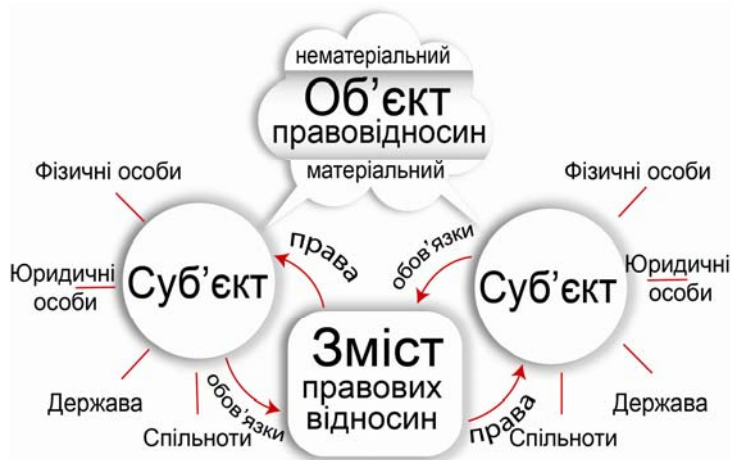 нематеріальний
Об’єкт
правовідносин
матеріальний
Фізичні особи
Юридичні
особи
Держава
Спільноти
Суб’єкт
права
обов’язки
обов’язки
права
Зміст
правових
відносин
Суб’єкт
Фізичні особи
Юридичні
особи
Держава
Спільноти